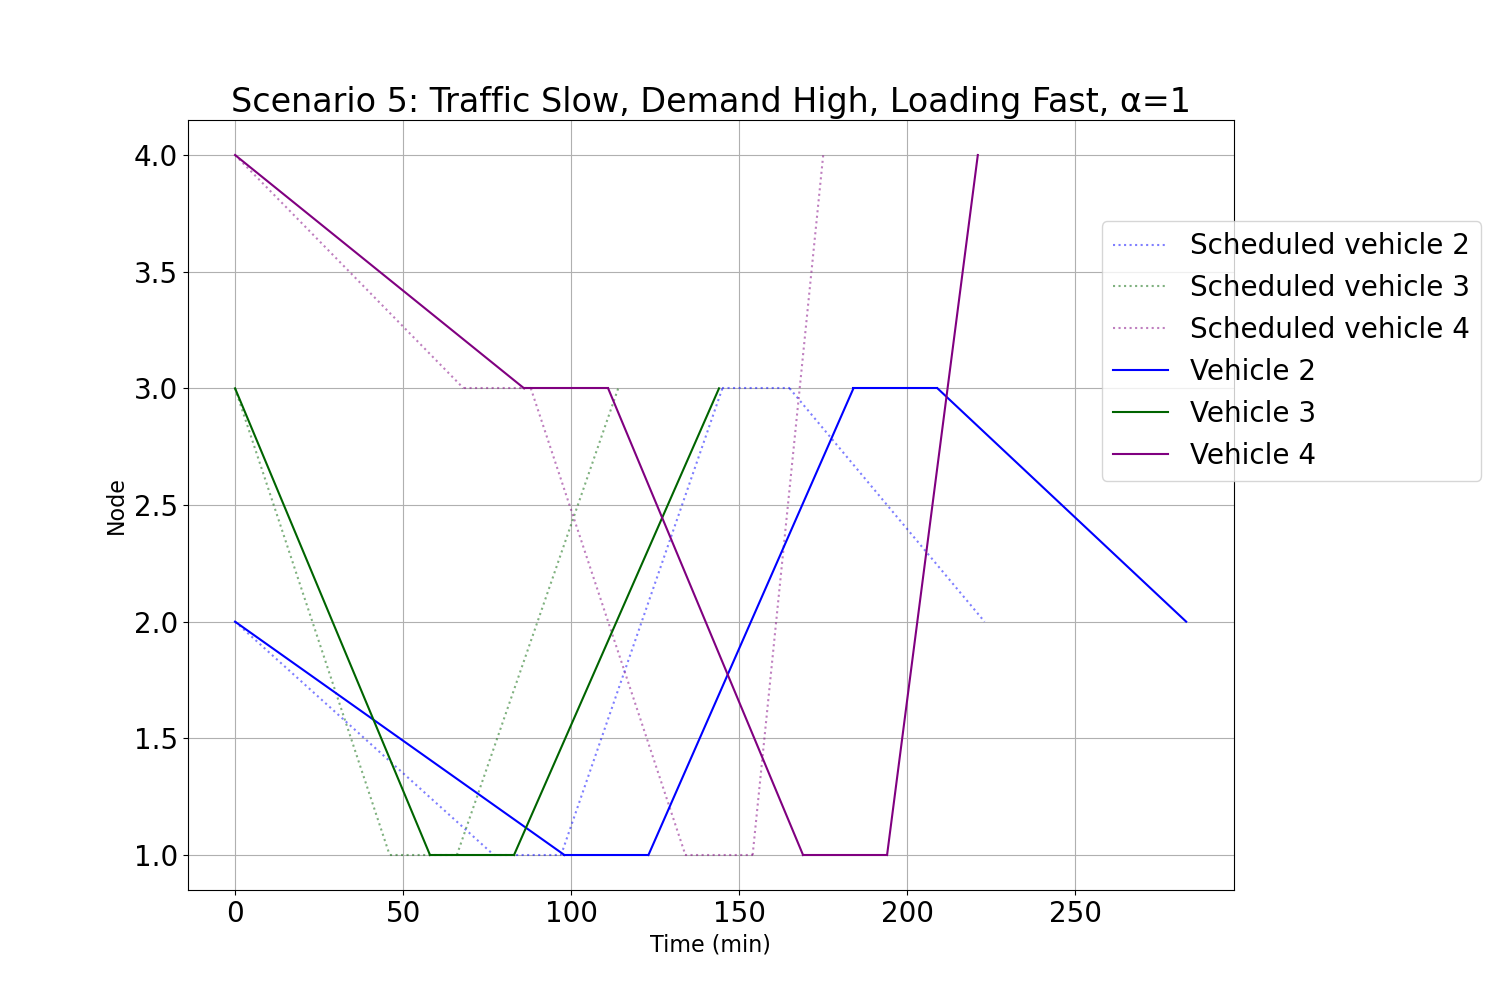 Scenario 5: Traffic Slow, Demand High, Loading Fast, α=1
4.0
3.5
3.0
2.5
2.0
1.5
1.0
Node
0 50 100 150 200 250
Time (min)
Scheduled vehicle 2
Scheduled vehicle 3
Scheduled vehicle 4
Vehicle 2
Vehicle 3
Vehicle 4